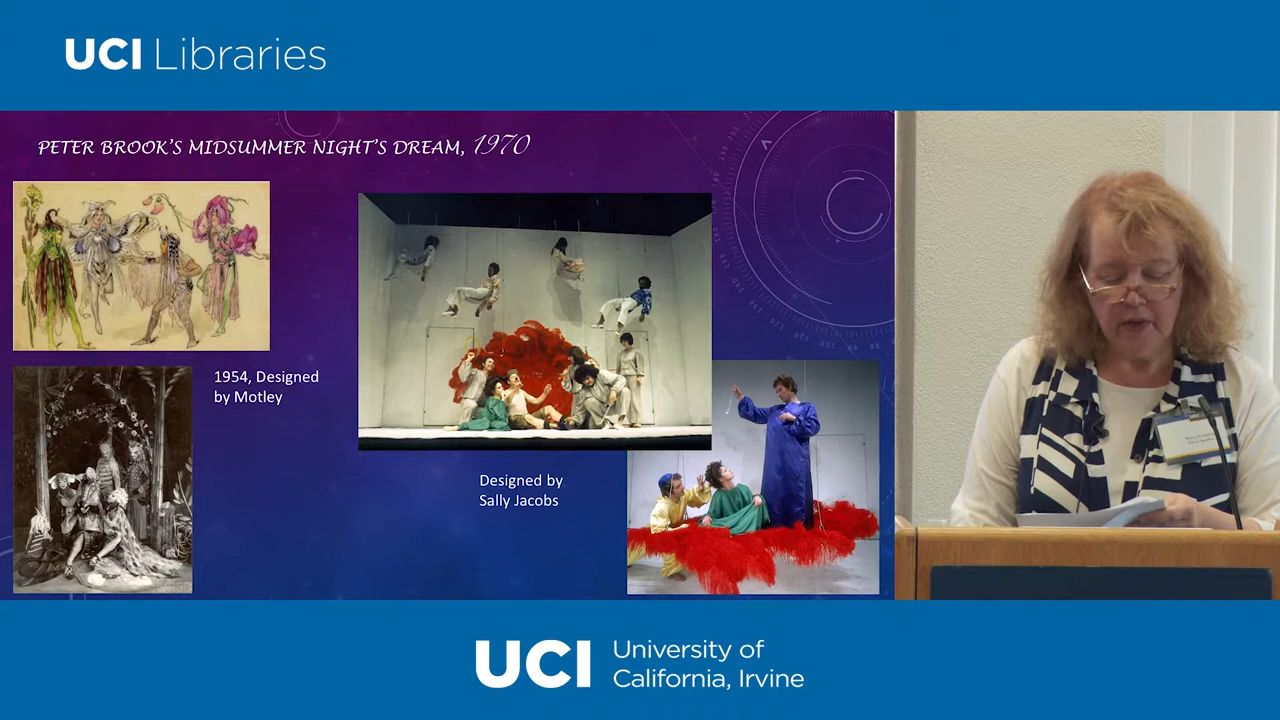 UCI Libraries
PETER BROOK'S MIDSUMMER NIGHT'S DREAM, 1970
1954, Designed
by Motley
Designed by
Sally Jacobs
UCI University of
California, Irvine